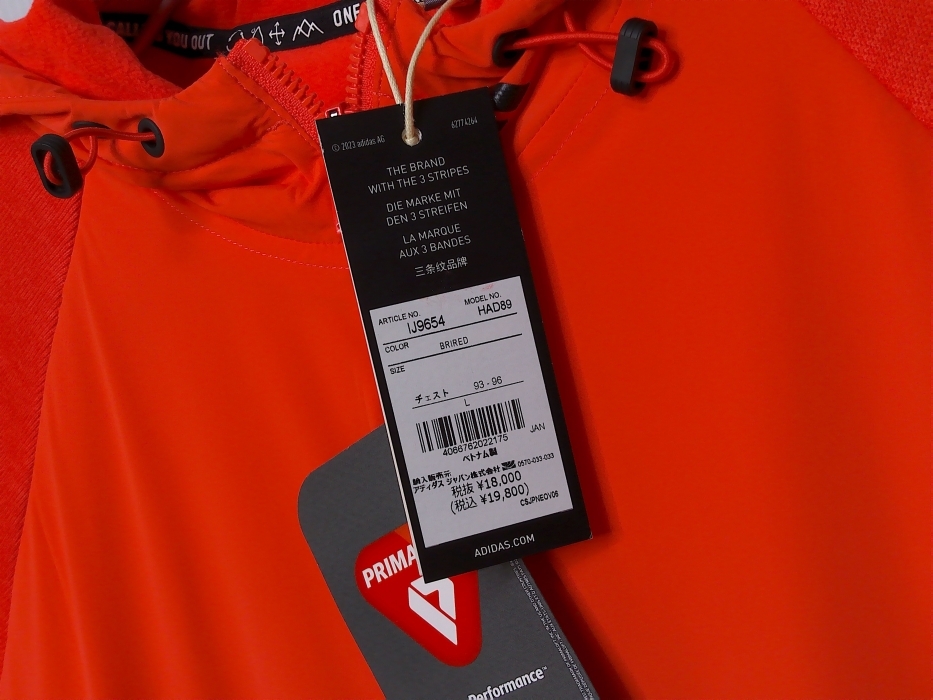 CALLING YOU OUT
ONE
© 2023 adidas AG
62774264
THE BRAND
WITH THE 3 STRIPES
DIE MARKE MIT
DEN 3 STREIFEN
LA MARQUE
AUX 3 BANDES
三条纹品牌
ARTICLE NO.
MODEL NO.
IJ9654
HAD89
COLOR
BRIRED
SIZE
チェスト 93 - 96
L
4066762022175
JAN
ベトナム製
輸入販売元
アディダス ジャパン株式会社 0570-033-033
税抜 ¥18,000
(税込 ¥19,800)
CSJPNEOV06
ADIDAS.COM
PRIMA
Performance™